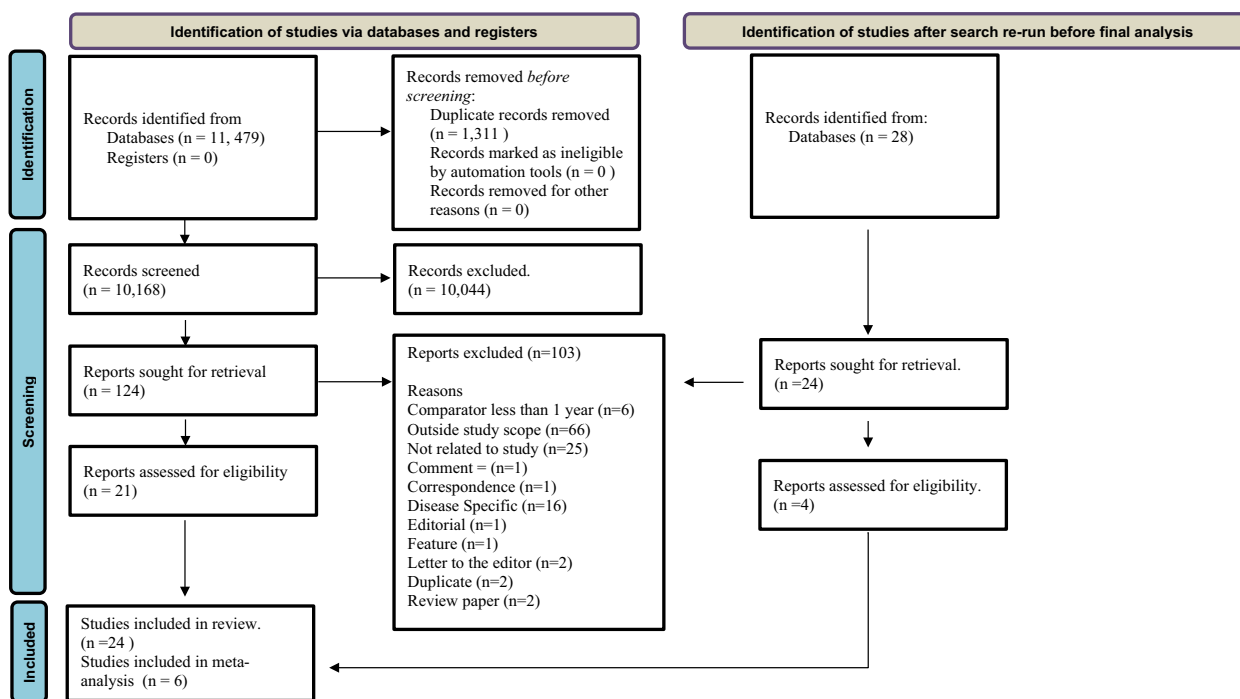 Identification of studies via databases and registers
Identification of studies after search re-run before final analysis
Identification
Records identified from
Databases (n = 11, 479)
Registers (n = 0)
Records removed before
screening:
Duplicate records removed
(n = 1,311 )
Records marked as ineligible
by automation tools (n = 0 )
Records removed for other
reasons (n = 0)
Records identified from:
Databases (n = 28)
Screening
Records screened
(n = 10,168)
Records excluded.
(n = 10,044)
Reports sought for retrieval
(n = 124)
Reports excluded (n=103)
Reasons
Comparator less than 1 year (n=6)
Outside study scope (n=66)
Not related to study (n=25)
Comment = (n=1)
Correspondence (n=1)
Disease Specific (n=16)
Editorial (n=1)
Feature (n=1)
Letter to the editor (n=2)
Duplicate (n=2)
Review paper (n=2)
Reports sought for retrieval.
(n =24)
Reports assessed for eligibility
(n = 21)
Reports assessed for eligibility.
(n =4)
Included
Studies included in review.
(n =24 )
Studies included in meta-
analysis (n = 6)